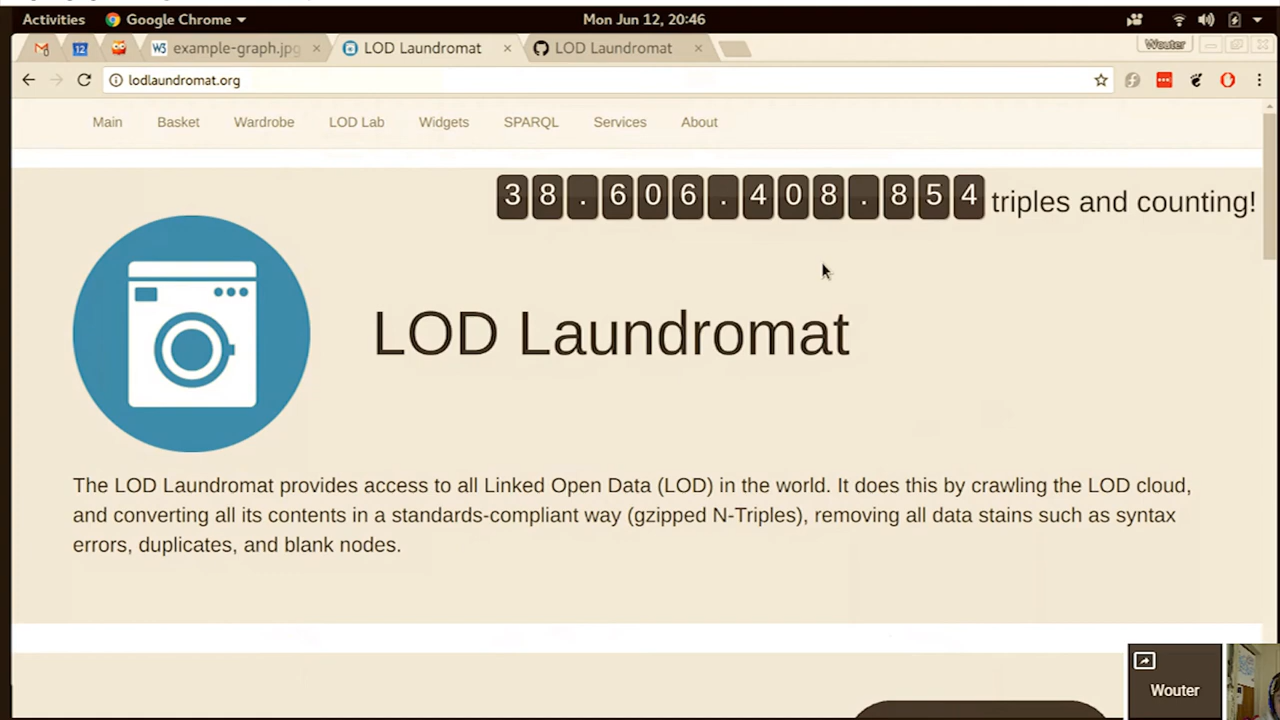 Activities Google Chrome Mon Jun 12, 20:46
12 W3 example-graph.jpg LOD Laundromat LOD Laundromat Wouter
lodlaundromat.org
Main Basket Wardrobe LOD Lab Widgets SPARQL Services About
38.606.408.854 triples and counting!
LOD Laundromat
The LOD Laundromat provides access to all Linked Open Data (LOD) in the world. It does this by crawling the LOD cloud,
and converting all its contents in a standards-compliant way (gzipped N-Triples), removing all data stains such as syntax
errors, duplicates, and blank nodes.
Wouter